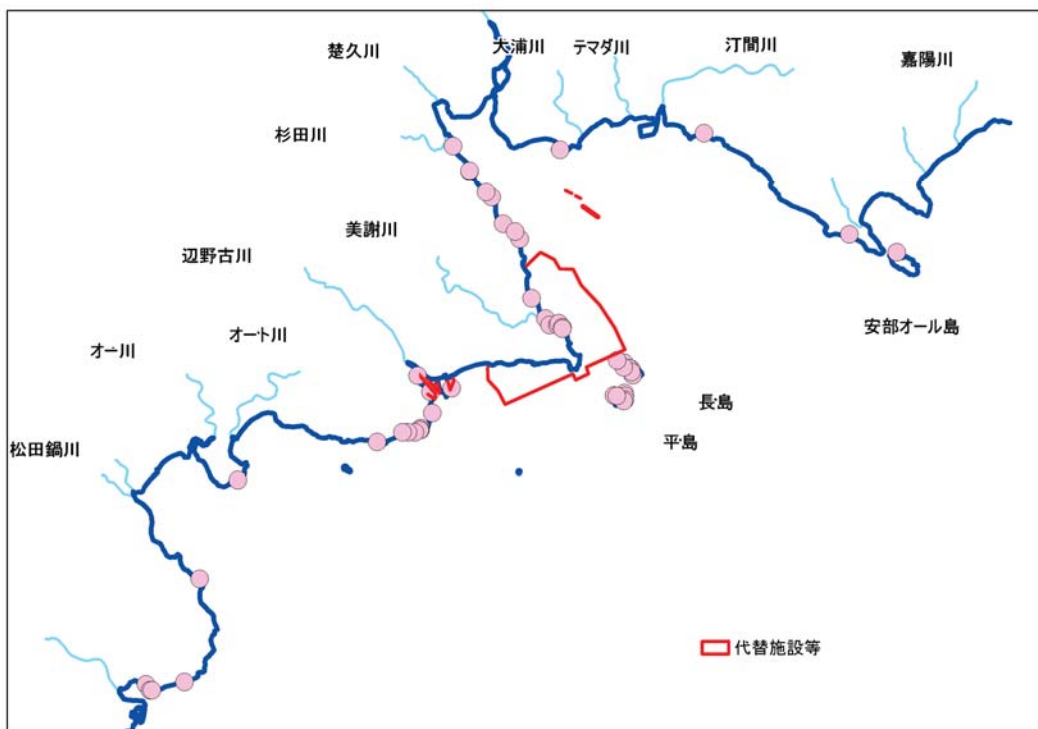 楚久川
大浦川
テマダ川
汀間川
嘉陽川
杉田川
美謝川
辺野古川
オートト川
オー川
安部オール島
長島
平島
松田鍋川
代替施設等